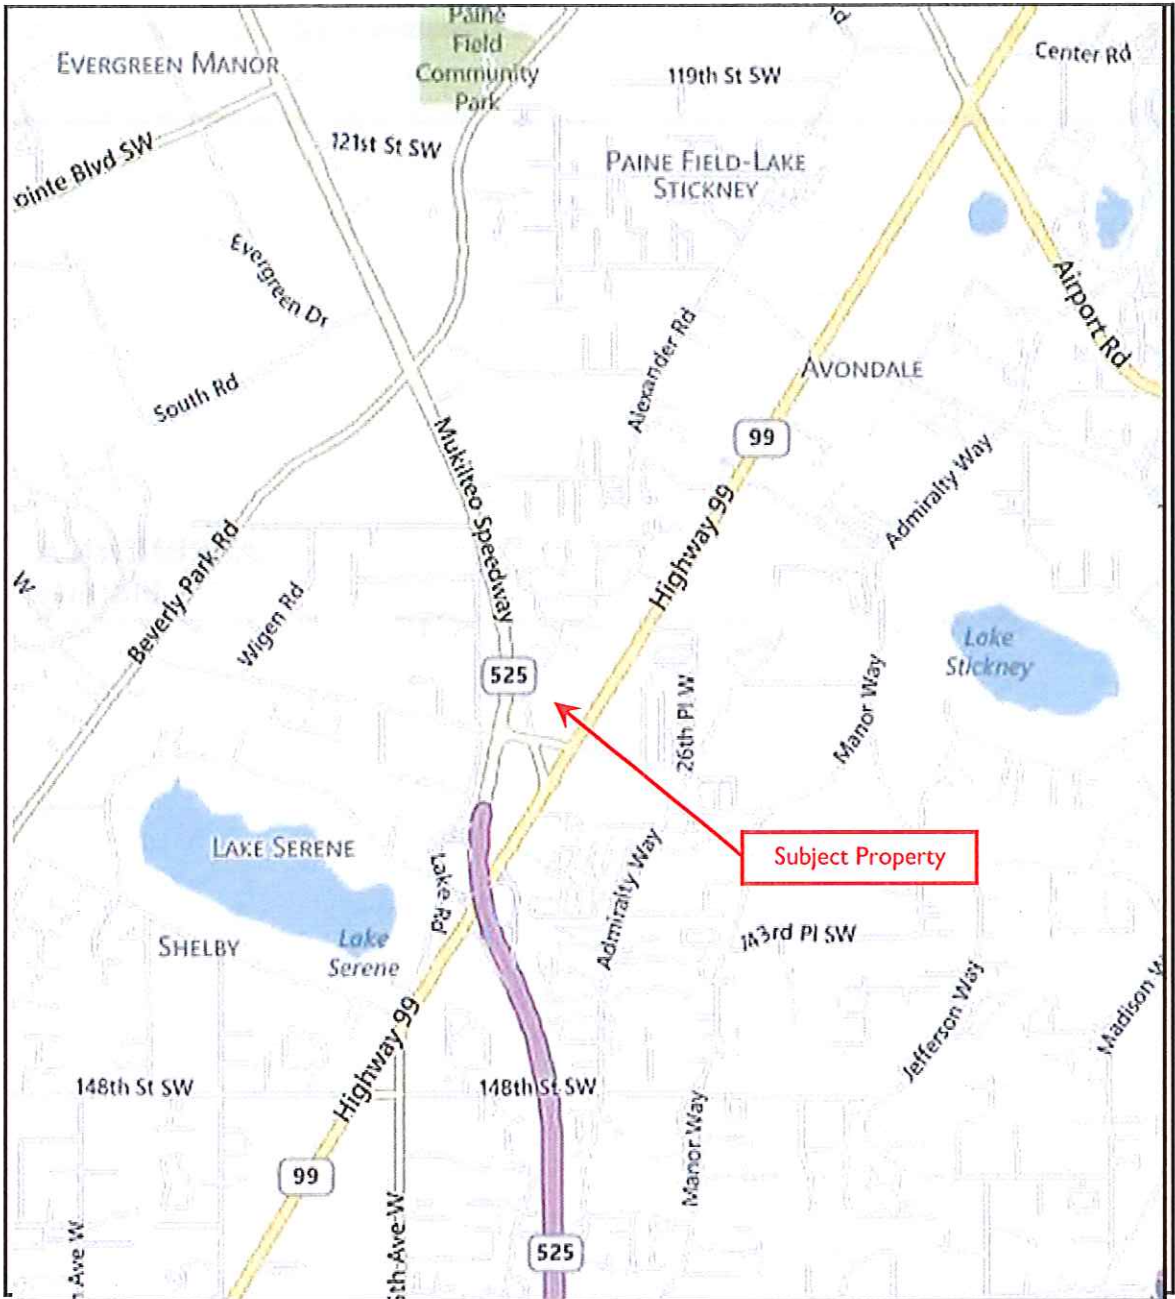 Paine
Field
Community
Park
EVERGREEN MANOR
Center Rd
119th St SW
121st St SW
ointe Blvd SW
PAINE FIELD-LAKE
STICKNEY
Evergreen Dr
Airport Rd
Alexander Rd
AVONDALE
South Rd
99
Mukilteo Speedway
Admiralty Way
Highway 99
Beverly Park Rd
W
Wigen Rd
Lake
Stickney
525
26th Pl W
Manor Way
Subject Property
LAKE SERENE
Lake Rd
Admiralty Way
143rd Pl SW
SHELBY
Lake
Serene
Jefferson Way
Madison W
Highway 99
148th St SW
148th St SW
Manor Way
99
Ave W
th Ave W
525